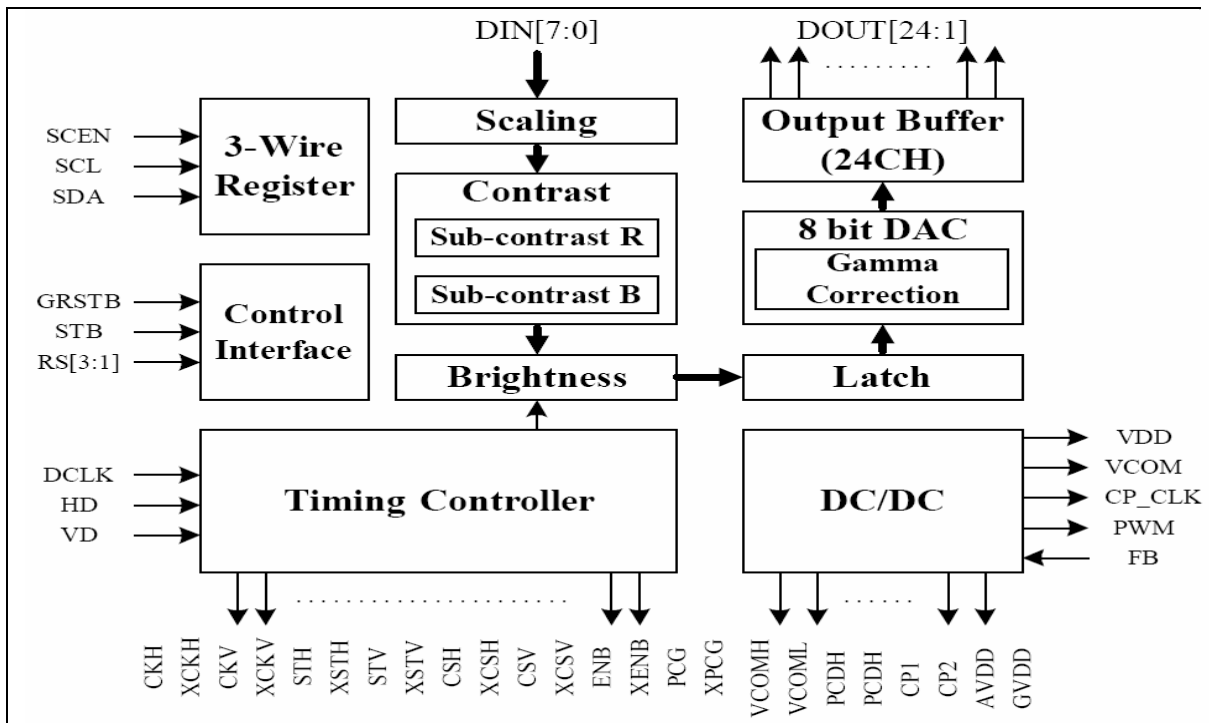 DIN[7:0]
DOUT[24:1]
SCEN
SCL
SDA
3-Wire
Register
Scaling
Contrast
Sub-contrast R
Sub-contrast B
Output Buffer
(24CH)
8 bit DAC
Gamma
Correction
GRSTB
STB
RS[3:1]
Control
Interface
Brightness
Latch
DCLK
HD
VD
Timing Controller
DC/DC
VDD
VCOM
CP_CLK
PWM
FB
CKH
XCKH
CKV
XCKV
STH
XSTH
STV
XSTV
CSH
XCSH
CSV
XCSV
ENB
XENB
PCG
XPCG
VCOMH
VCOML
PCDH
PCDH
CP1
CP2
AVDD
GVDD